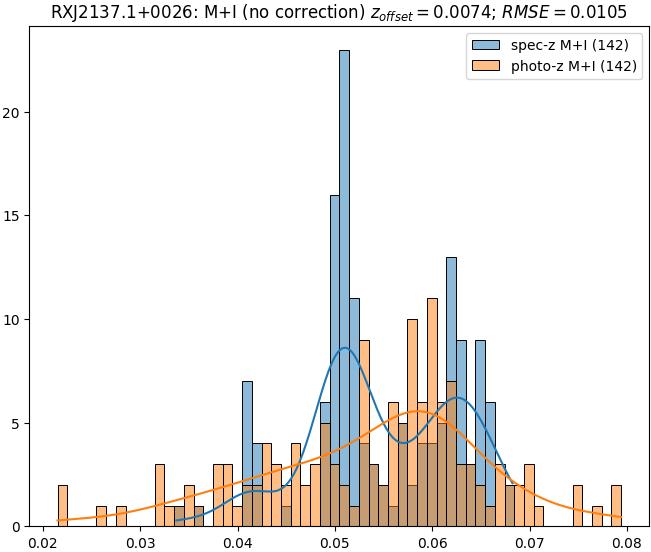 RXJ2137.1+0026: M+I (no correction) z_offset = 0.0074; RMSE = 0.0105
spec-z M+I (142)
photo-z M+I (142)
20
15
10
5
0
0.02 0.03 0.04 0.05 0.06 0.07 0.08